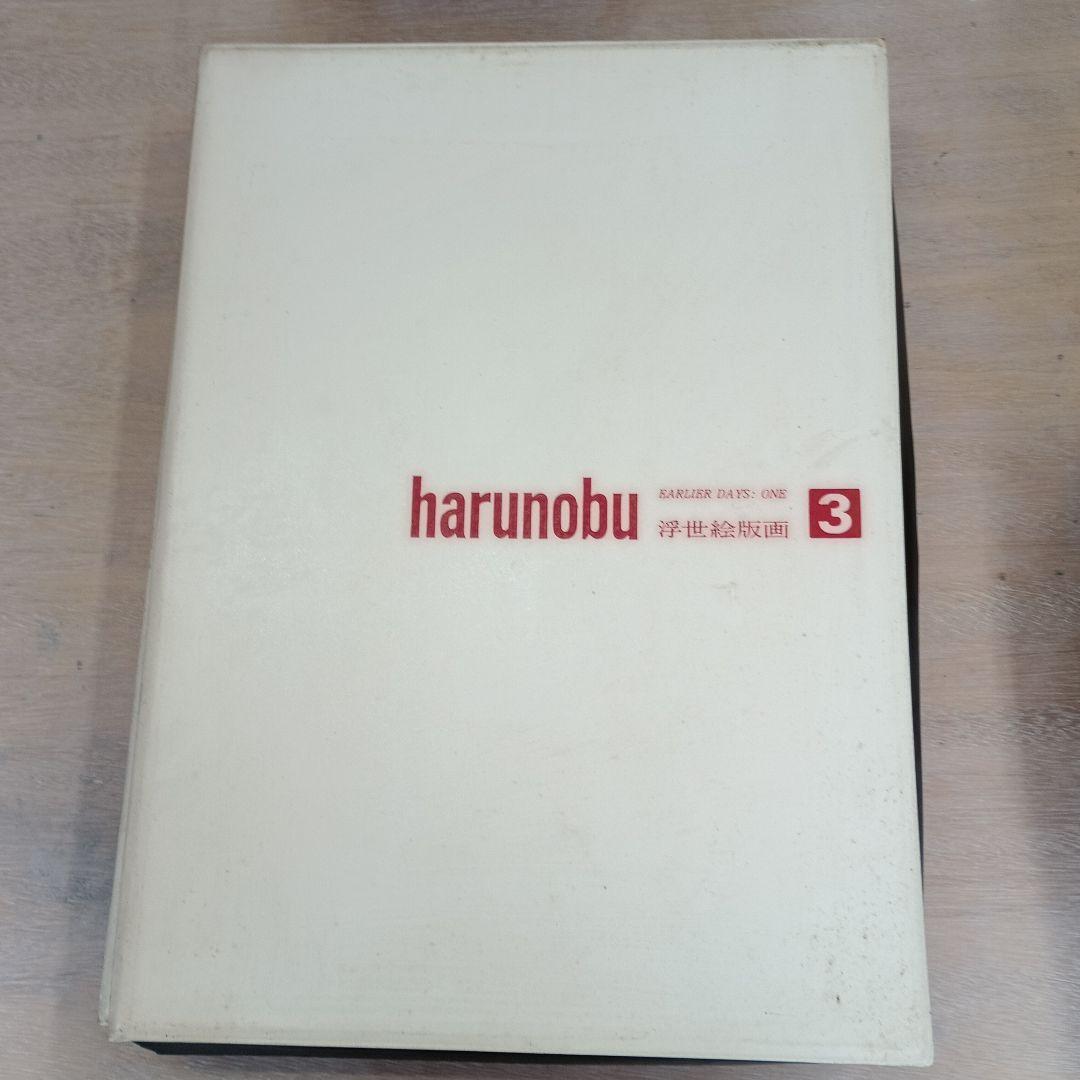 harunobu
EARLIER DAYS: ONE
浮世絵版画
3